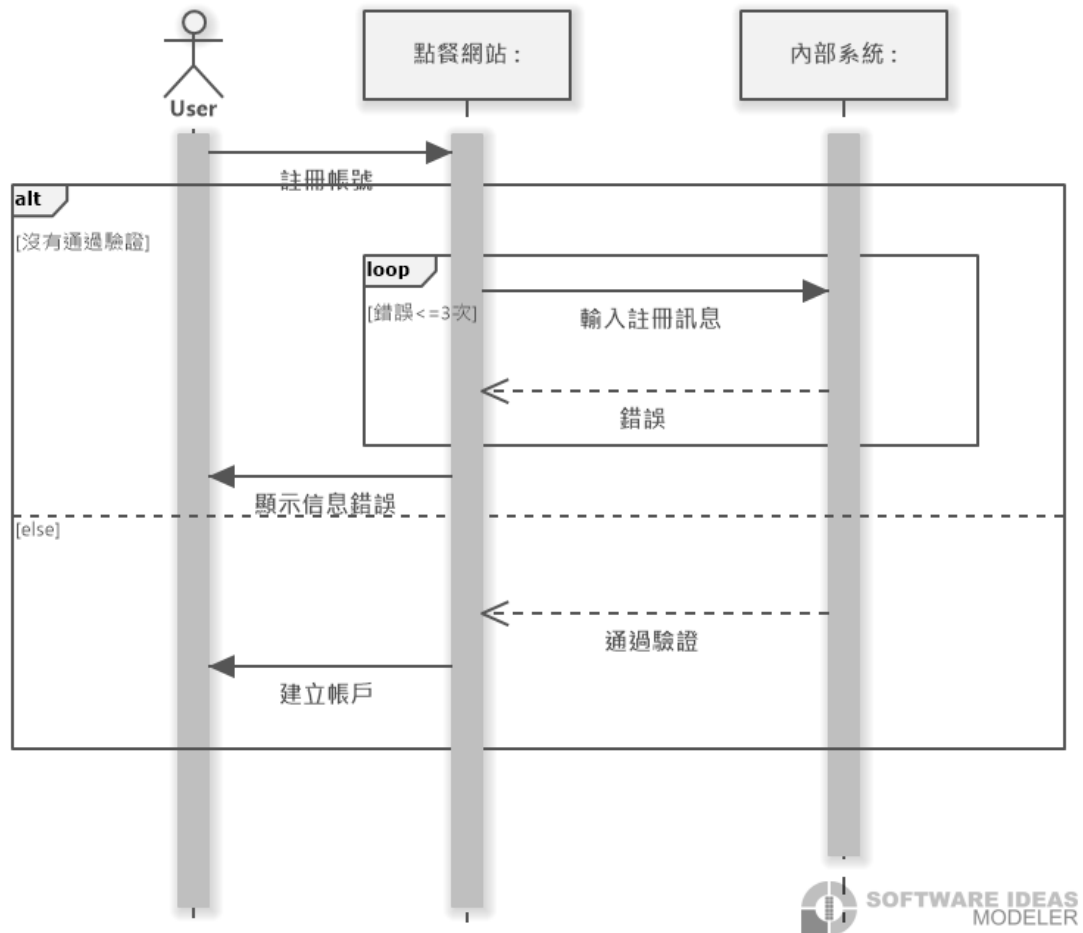 點餐網站 :
內部系統 :
User
註冊帳號
alt
[沒有通過驗證]
loop
[錯誤<=3次]
輸入註冊訊息
錯誤
顯示信息錯誤
[else]
通過驗證
建立帳戶
SOFTWARE IDEAS
MODELER